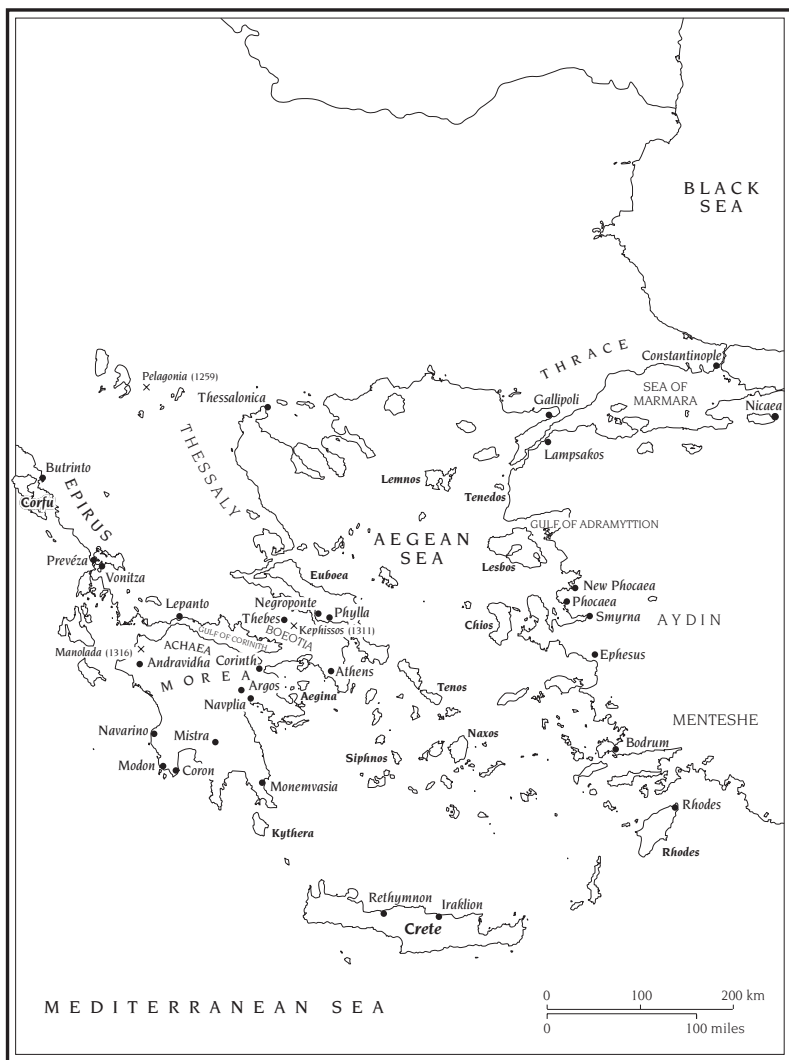 BLACK
SEA
Constantinople
THRACE
Pelagonia (1259)
SEA OF
MARMARA
Thessalonica
Gallipoli
Nicaea
THESSALY
Lampsakos
Butrinto
Corfu
EPIRUS
Lemnos
Tenedos
GULF OF ADRAMYTTION
AEGEAN
SEA
Prevéza
Vonitza
Lesbos
Euboea
New Phocaea
Phocaea
Lepanto
Negroponte
Phylla
Thebes
Smyrna
AYDIN
Chios
Kephissos (1311)
BOEOTIA
GULF OF CORINITH
ACHAEA
Manolada (1316)
Andravidha
Corinth
Athens
Ephesus
MOREA
Argos
Aegina
Tenos
Navplia
MENTESHE
Navarino
Mistra
Naxos
Bodrum
Siphnos
Modon
Coron
Monemvasia
Rhodes
Kythera
Rhodes
Rethymnon
Iraklion
Crete
MEDITERRANEAN SEA
0 100 200 km
0 100 miles